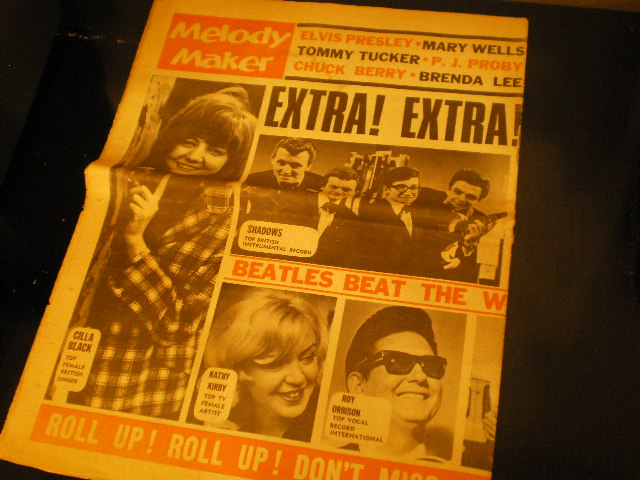 Melody
Maker
ELVIS PRESLEY • MARY WELLS
TOMMY TUCKER • P. J. PROBY
CHUCK BERRY • BRENDA LEE
EXTRA! EXTRA!
SHADOWS
TOP BRITISH
INSTRUMENTAL RECORD
BEATLES BEAT THE W
CILLA
BLACK
TOP
FEMALE
BRITISH
SINGER
KATHY
KIRBY
TOP TV
FEMALE
ARTIST
ROY
ORBISON
TOP VOCAL
RECORD
INTERNATIONAL
ROLL UP! ROLL UP! DON'T MISS